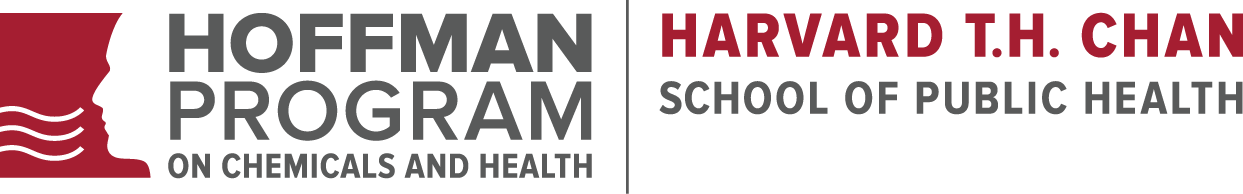 HOFFMAN
PROGRAM
ON CHEMICALS AND HEALTH
HARVARD T.H. CHAN
SCHOOL OF PUBLIC HEALTH